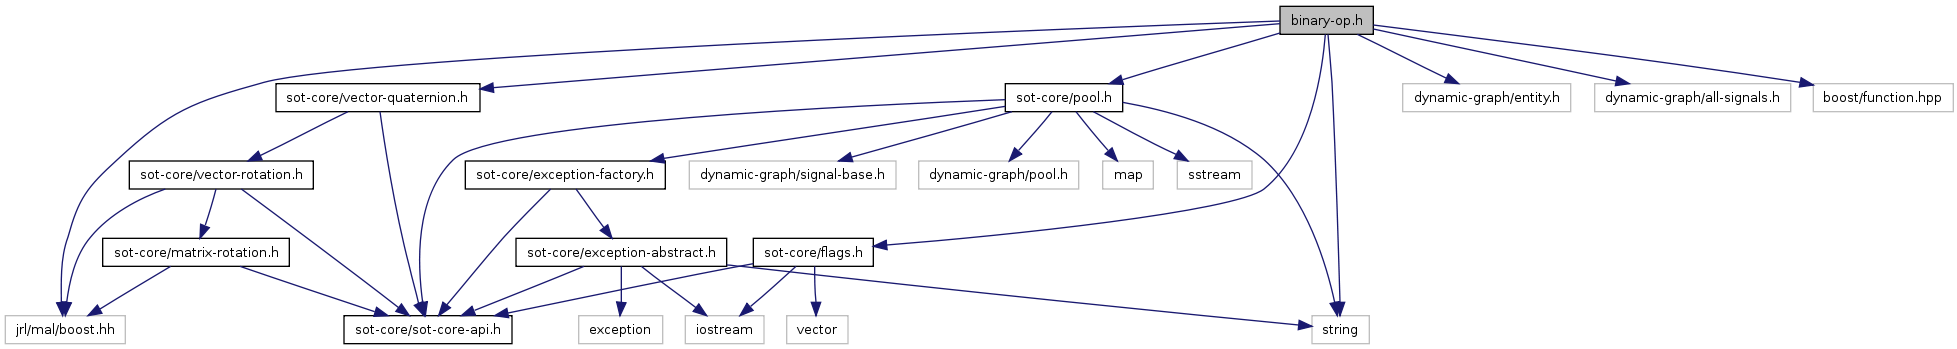 binary-op.h
sot-core/vector-quaternion.h
sot-core/pool.h
dynamic-graph/entity.h
dynamic-graph/all-signals.h
boost/function.hpp
sot-core/vector-rotation.h
sot-core/exception-factory.h
dynamic-graph/signal-base.h
dynamic-graph/pool.h
map
sstream
sot-core/matrix-rotation.h
sot-core/exception-abstract.h
sot-core/flags.h
jrl/mal/boost.hh
sot-core/sot-core-api.h
exception
iostream
vector
string